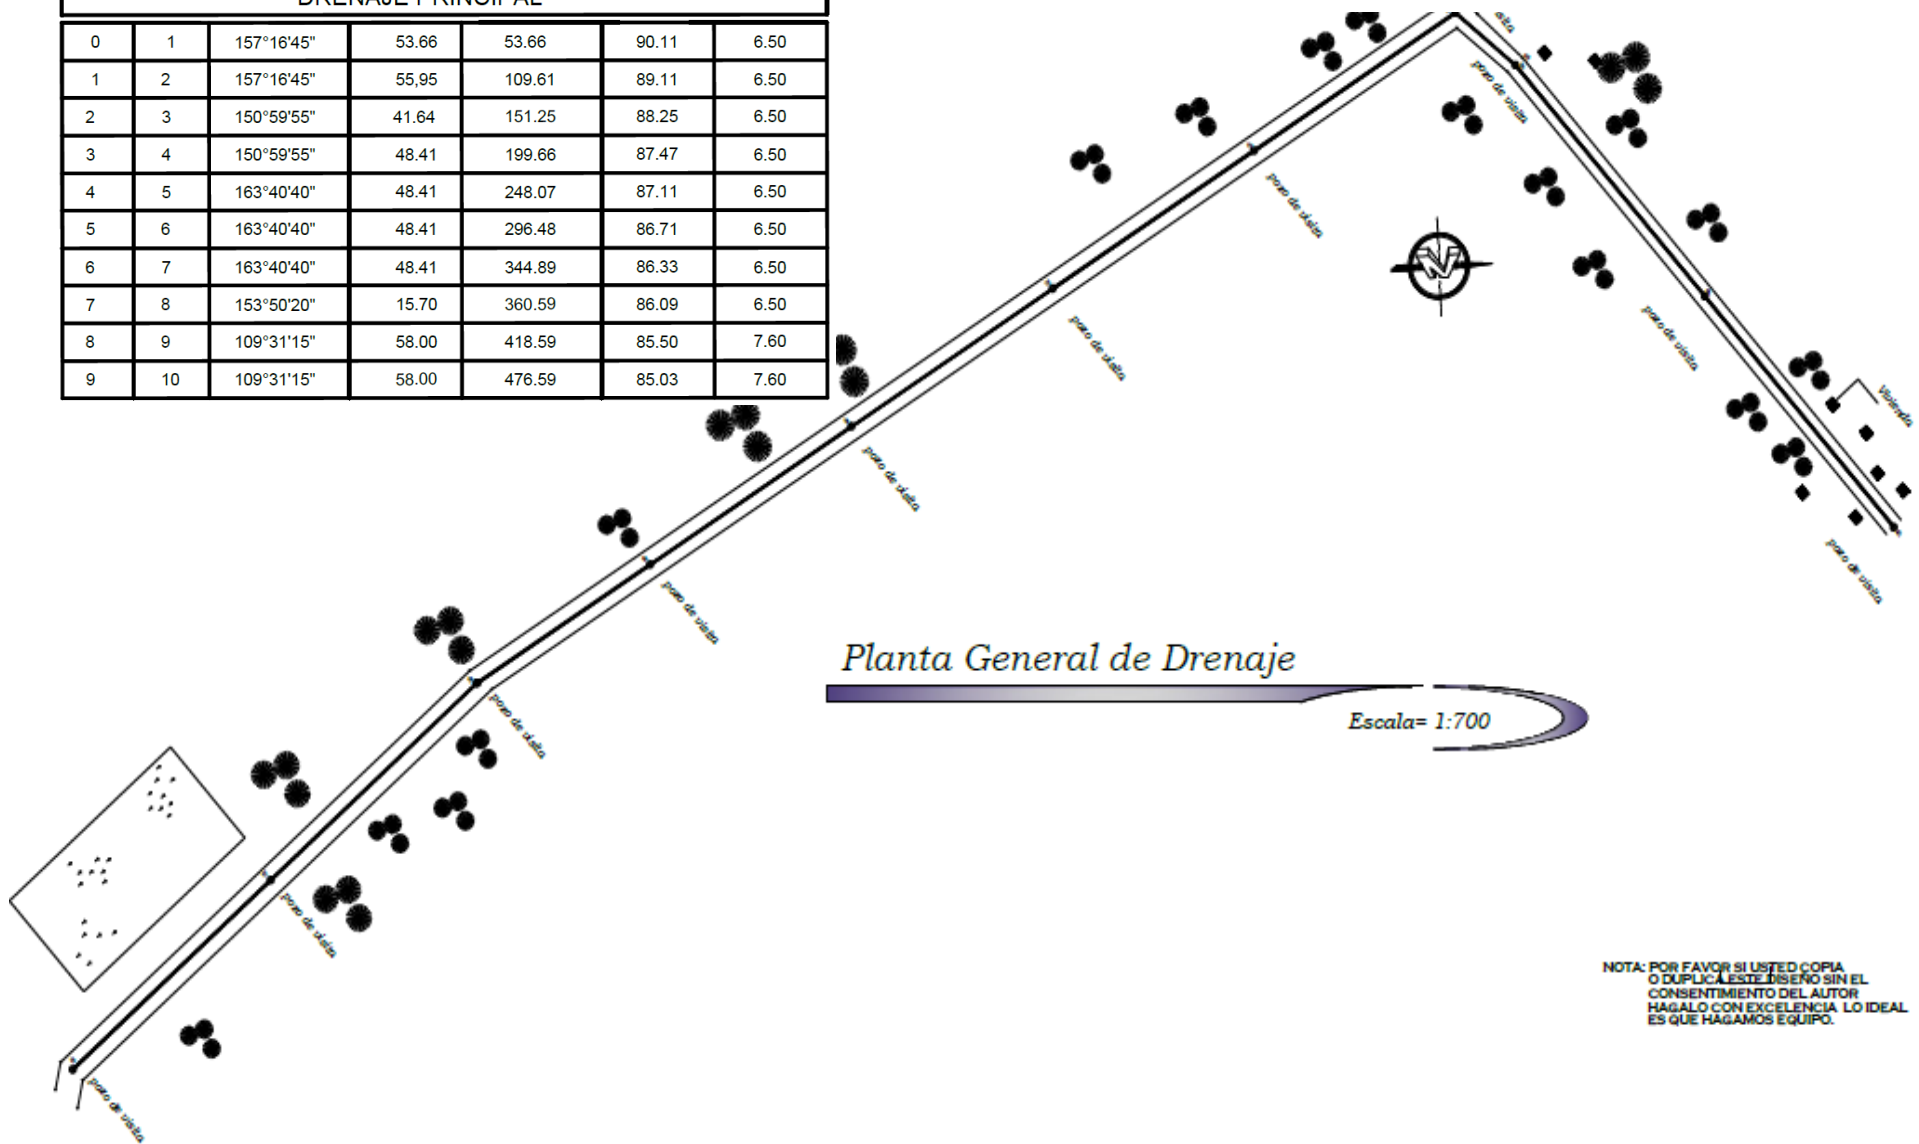 DRENAJE PRINCIPAL
0 1 157°16'45" 53.66 53.66 90.11 6.50
1 2 157°16'45" 55,95 109.61 89.11 6.50
2 3 150°59'55" 41.64 151.25 88.25 6.50
3 4 150°59'55" 48.41 199.66 87.47 6.50
4 5 163°40'40" 48.41 248.07 87.11 6.50
5 6 163°40'40" 48.41 296.48 86.71 6.50
6 7 163°40'40" 48.41 344.89 86.33 6.50
7 8 153°50'20" 15.70 360.59 86.09 6.50
8 9 109°31'15" 58.00 418.59 85.50 7.60
9 10 109°31'15" 58.00 476.59 85.03 7.60
pozo de visita
pozo de visita
pozo de visita
pozo de visita
pozo de visita
Vivienda
pozo de visita
pozo de visita
pozo de visita
pozo de visita
pozo de visita
pozo de visita
Planta General de Drenaje
Escala= 1:700
NOTA: POR FAVOR SI USTED COPIA
O DUPLICA ESTE DISEÑO SIN EL
CONSENTIMIENTO DEL AUTOR
HAGALO CON EXCELENCIA LO IDEAL
ES QUE HAGAMOS EQUIPO.